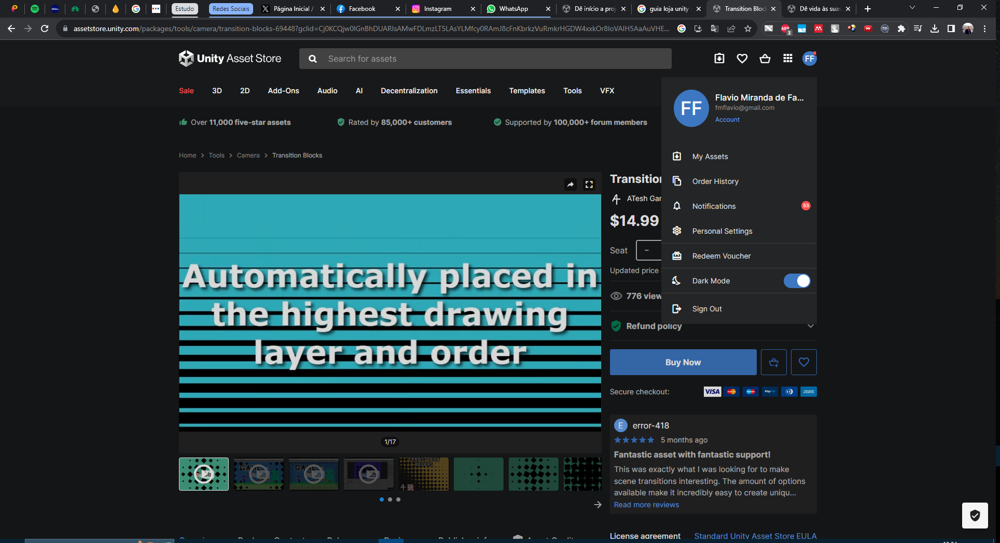 Estudo
Redes Sociais
Página Inicial /
Facebook
Instagram
WhatsApp
Dê início a proj
guia loja unity
Transition Bloc
Dê vida às suas
assetstore.unity.com/packages/tools/camera/transition-blocks-69448?gclid=
Unity Asset Store
Search for assets
FF
Sale 3D 2D Add-Ons Audio AI Decentralization Essentials Templates Tools VFX
Over 11,000 five-star assets
Rated by 85,000+ customers
Supported by 100,000+ forum members
FF
Flavio Miranda de Fa...
fmflavio@gmail.com
Account
My Assets
Order History
Notifications 53
Personal Settings
Redeem Voucher
Dark Mode
Sign Out
Home > Tools > Camera > Transition Blocks
Automatically placed in
the highest drawing
layer and order
1/17
TRANSITION
BLOCKS
Transition
ATesh Gar
$14.99
Seat -
Updated price
776 view
Refund policy
Buy Now
Secure checkout:
VISA
PayPal
E error-418
5 months ago
Fantastic asset with fantastic support!
This was exactly what I was looking for to make
scene transitions interesting. The amount of options
available make it incredibly easy to create uniqu...
Read more reviews
License agreement Standard Unity Asset Store EULA